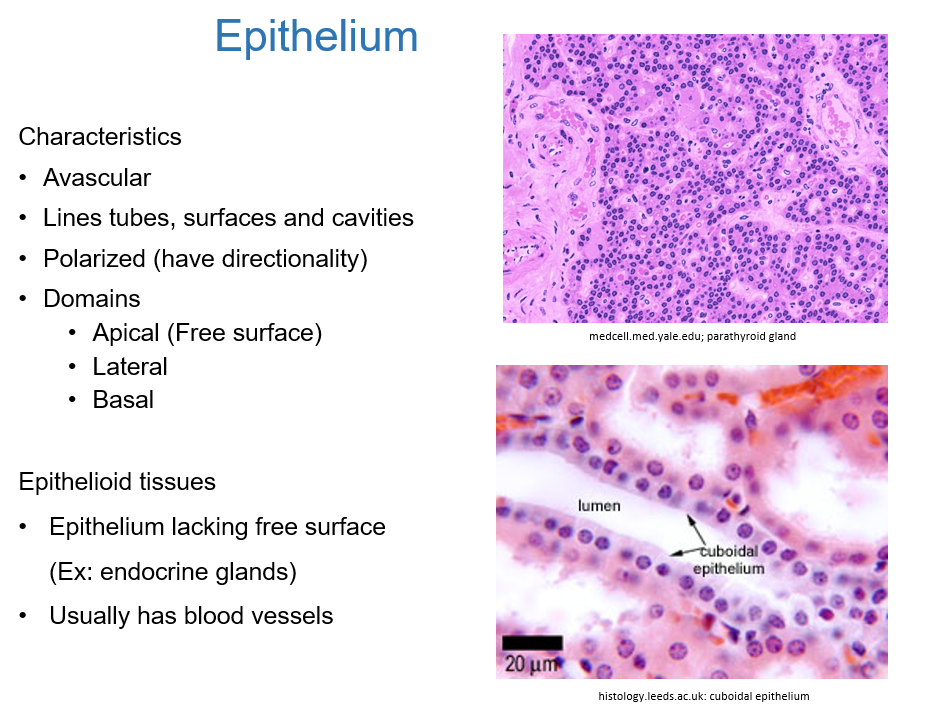 Epithelium
Characteristics
• Avascular
• Lines tubes, surfaces and cavities
• Polarized (have directionality)
• Domains
• Apical (Free surface)
• Lateral
• Basal
Epithelioid tissues
• Epithelium lacking free surface
(Ex: endocrine glands)
• Usually has blood vessels
medcell.med.yale.edu; parathyroid gland
lumen
cuboidal
epithelium
20 µm
histology.leeds.ac.uk: cuboidal epithelium